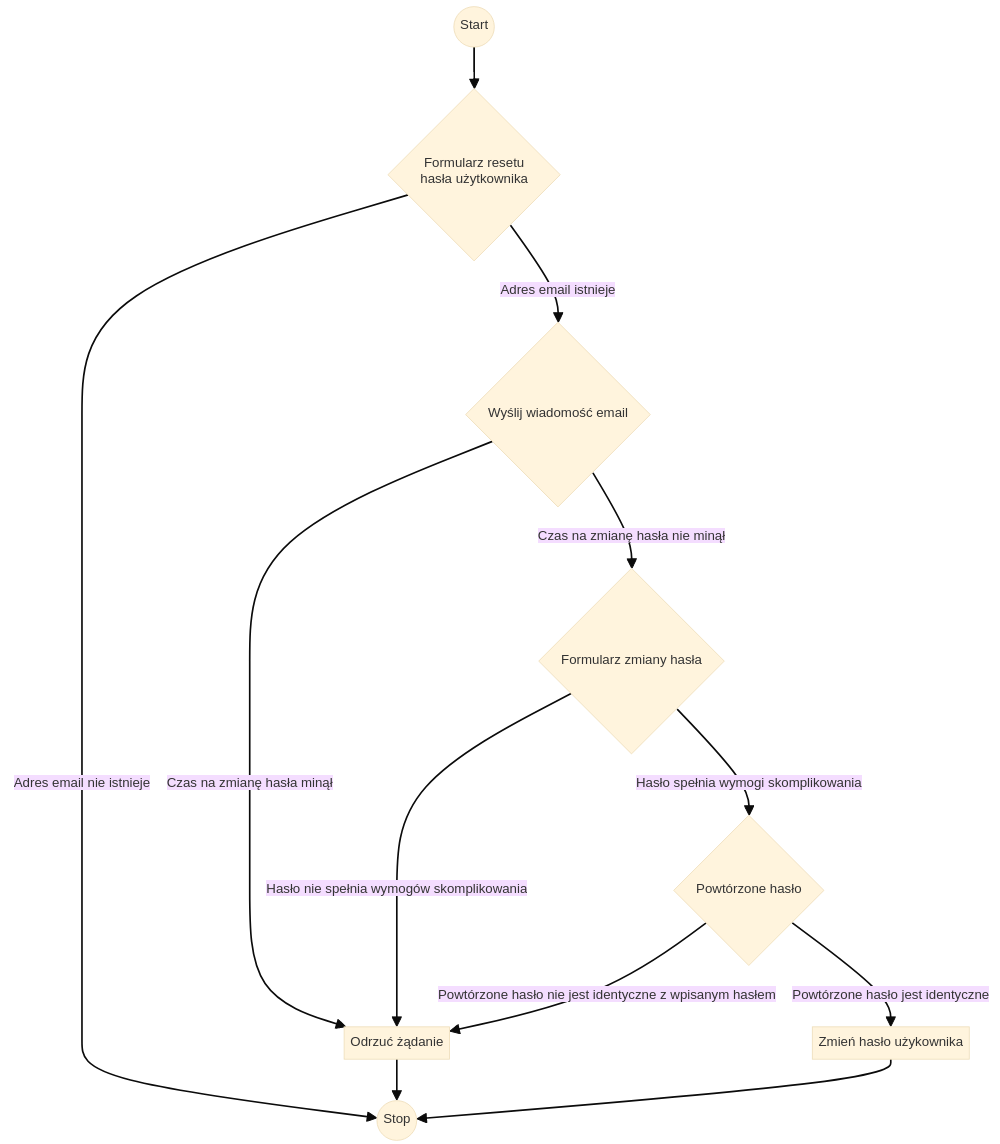 Start
Formularz resetu
hasła użytkownika
Adres email istnieje
Wyślij wiadomość email
Czas na zmianę hasła nie minął
Formularz zmiany hasła
Adres email nie istnieje
Czas na zmianę hasła minął
Hasło spełnia wymogi skomplikowania
Hasło nie spełnia wymogów skomplikowania
Powtórzone hasło
Powtórzone hasło nie jest identyczne z wpisanym hasłem
Powtórzone hasło jest identyczne
Odrzuć żądanie
Zmień hasło użykownika
Stop